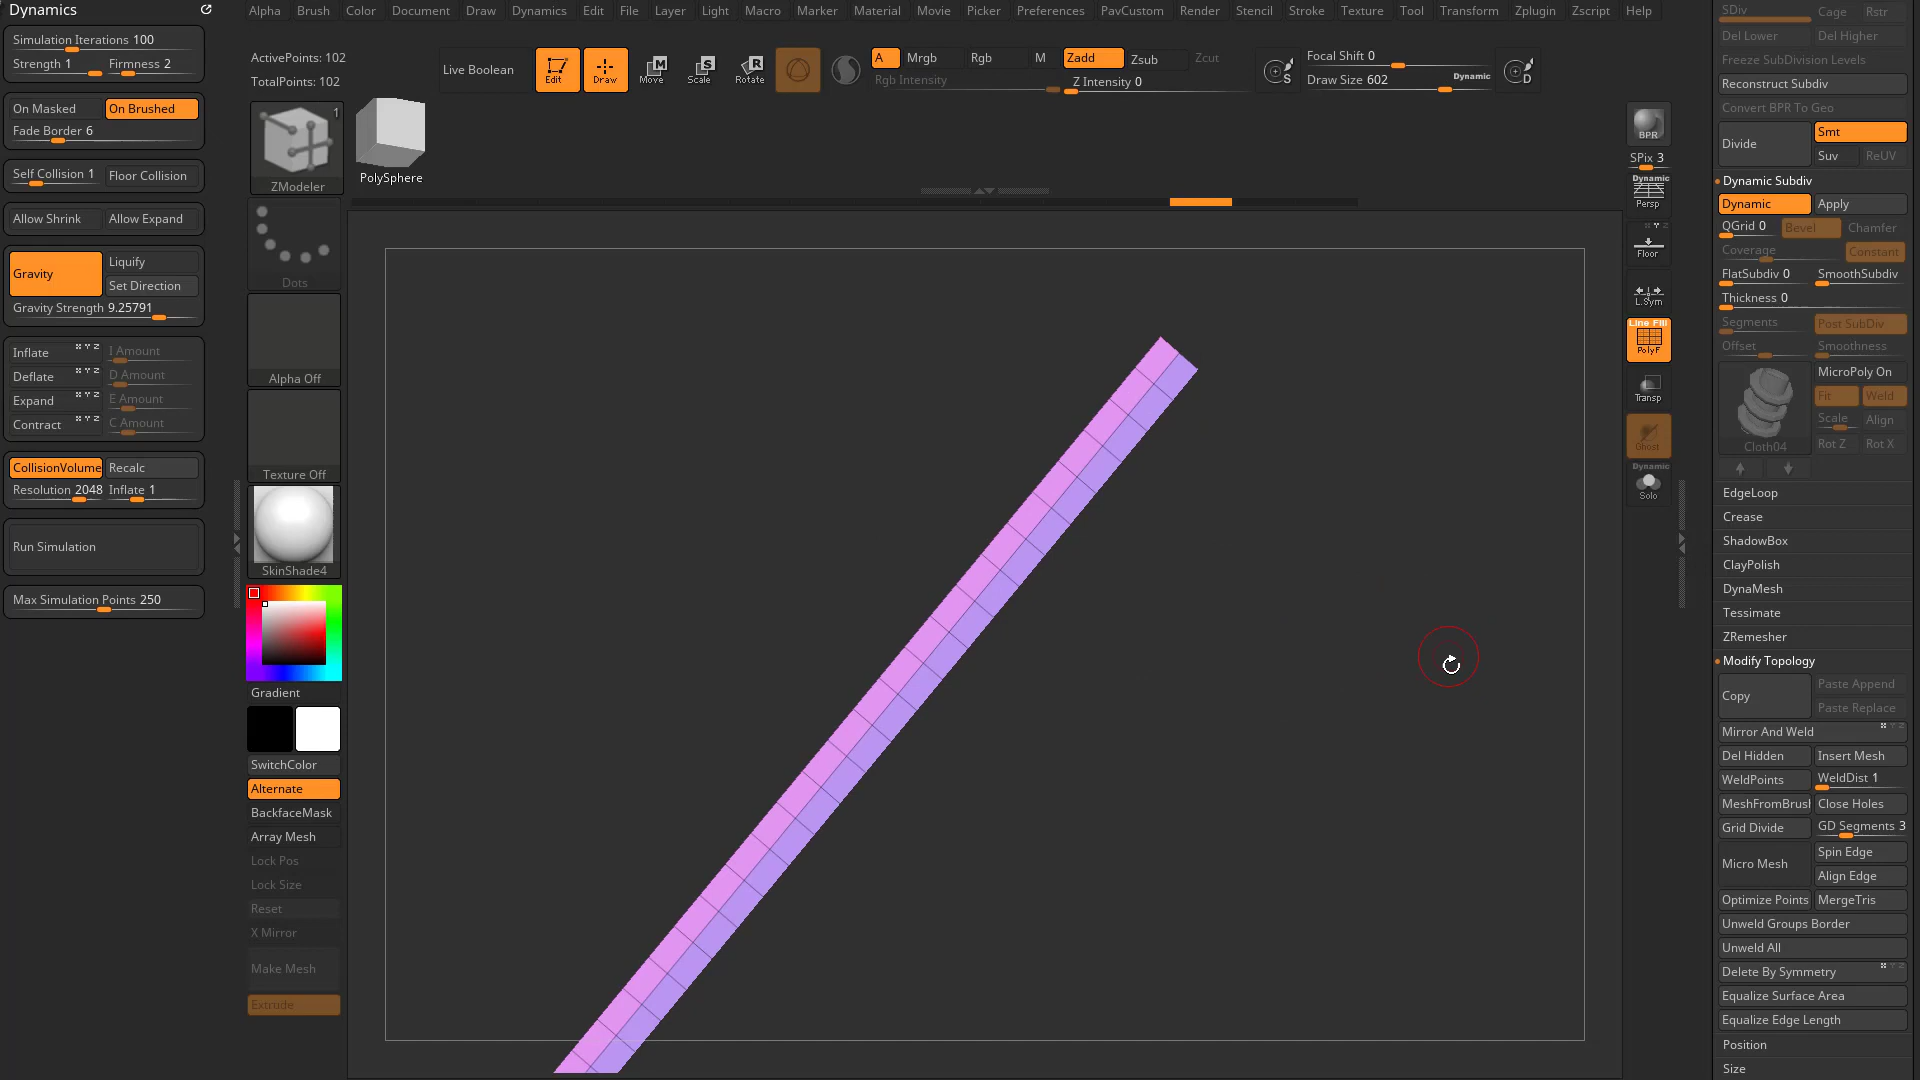 Dynamics
Simulation Iterations 100
Strength 1 Firmness 2
On Masked On Brushed
Fade Border 6
Self Collision 1 Floor Collision
Allow Shrink Allow Expand
Gravity Liquify
Set Direction
Gravity Strength 9.25791
Inflate X Y Z I Amount
Deflate X Y Z D Amount
Expand X Y Z E Amount
Contract X Y Z C Amount
CollisionVolume Recalc
Resolution 2048 Inflate 1
Run Simulation
Max Simulation Points 250
Alpha Brush Color Document Draw Dynamics Edit File Layer Light Macro Marker Material Movie Picker Preferences PavCustom Render Stencil Stroke Texture Tool Transform Zplugin Zscript Help
ActivePoints: 102
TotalPoints: 102
Live Boolean
Edit Draw
M Move
S Scale
R Rotate
A Mrgb Rgb M Zadd Zsub Zcut
Rgb Intensity Z Intensity 0
S
Focal Shift 0
Draw Size 602 Dynamic
D
1
ZModeler
PolySphere
Dots
Alpha Off
Texture Off
SkinShade4
Gradient
SwitchColor
Alternate
BackfaceMask
Array Mesh
Lock Pos
Lock Size
Reset
X Mirror
Make Mesh
Extrude
BPR
SPix 3
Dynamic
Persp
Floor
L.Sym
Line Fill
PolyF
Transp
Ghost
Dynamic
Solo
SDiv Cage Rstr
Del Lower Del Higher
Freeze SubDivision Levels
Reconstruct Subdiv
Convert BPR To Geo
Divide Smt
Suv ReUV
Dynamic Subdiv
Dynamic Apply
QGrid 0 Bevel Chamfer
Coverage Constant
FlatSubdiv 0 SmoothSubdiv
Thickness 0
Segments Post SubDiv
Offset Smoothness
Cloth04
MicroPoly On
Fit Weld
Scale Align
Rot Z Rot X
EdgeLoop
Crease
ShadowBox
ClayPolish
DynaMesh
Tessimate
ZRemesher
Modify Topology
Copy Paste Append
Paste Replace
Mirror And Weld
Del Hidden Insert Mesh
WeldPoints WeldDist 1
MeshFromBrush Close Holes
Grid Divide GD Segments 3
Micro Mesh Spin Edge
Align Edge
Optimize Points MergeTris
Unweld Groups Border
Unweld All
Delete By Symmetry
Equalize Surface Area
Equalize Edge Length
Position
Size